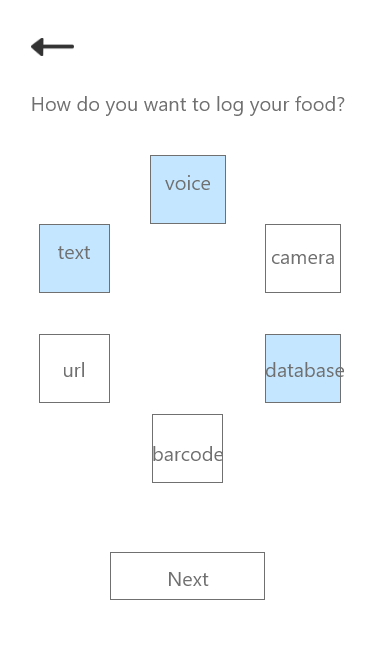 How do you want to log your food?
voice
text
camera
url
database
barcode
Next